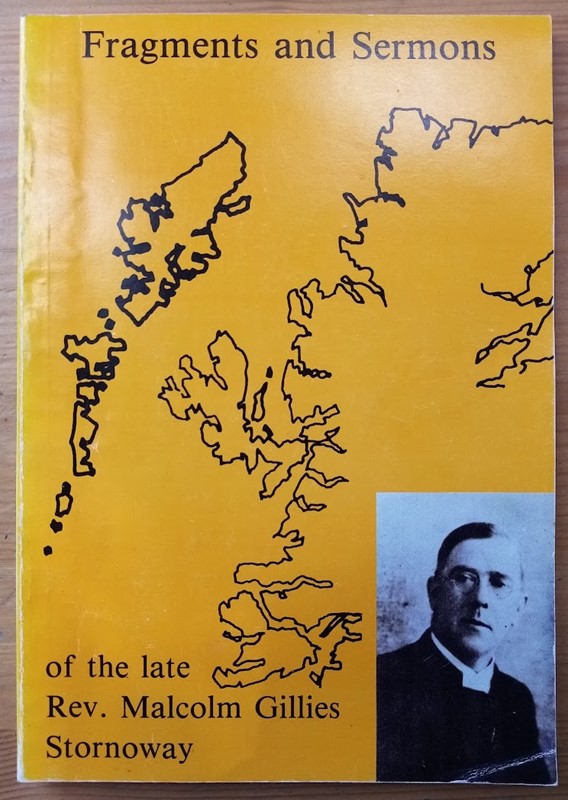 Fragments and Sermons
of the late
Rev. Malcolm Gillies
Stornoway